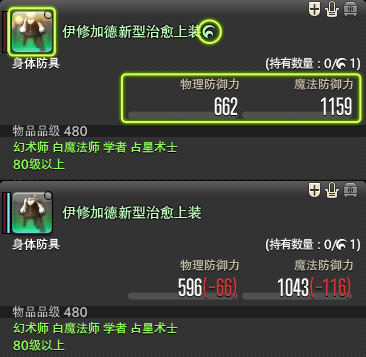 伊修加德新型治愈上装
身体防具 (持有数量：0/ 1)
物理防御力 魔法防御力
662 1159
物品品级 480
幻术师 白魔法师 学者 占星术士
80级以上
伊修加德新型治愈上装
身体防具 (持有数量：0/ 1)
物理防御力 魔法防御力
596(-66) 1043(-116)
物品品级 480
幻术师 白魔法师 学者 占星术士
80级以上